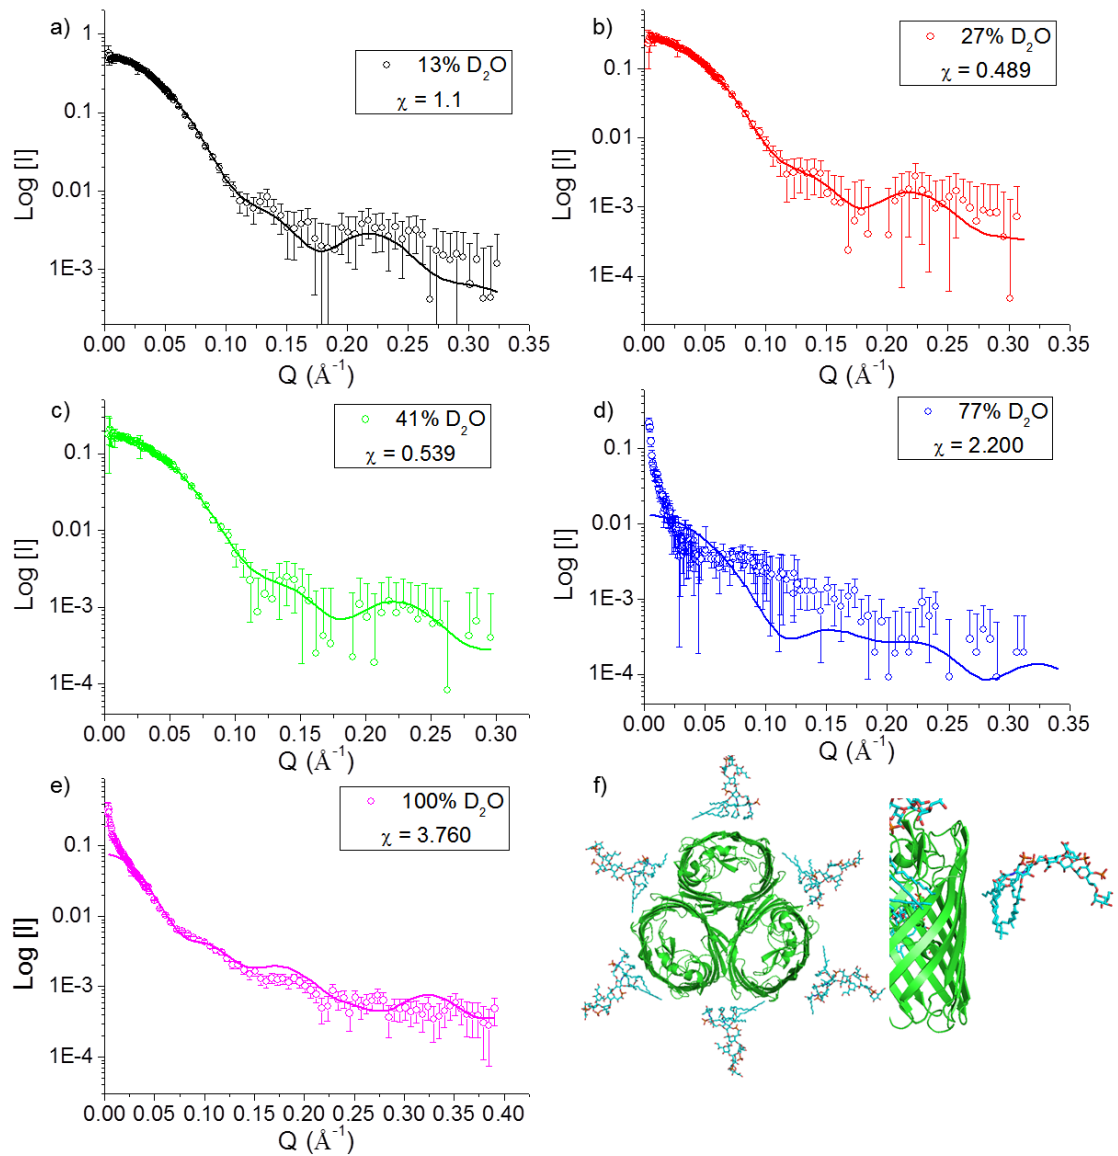 a)
13% D2O
χ = 1.1
1
0.1
0.01
1E-3
Log [I]
0.00 0.05 0.10 0.15 0.20 0.25 0.30 0.35
Q (Å-1)
b)
27% D2O
χ = 0.489
0.1
0.01
1E-3
1E-4
Log [I]
0.00 0.05 0.10 0.15 0.20 0.25 0.30 0.35
Q (Å-1)
c)
41% D2O
χ = 0.539
0.1
0.01
1E-3
1E-4
Log [I]
0.00 0.05 0.10 0.15 0.20 0.25 0.30
Q (Å-1)
d)
77% D2O
χ = 2.200
0.1
0.01
1E-3
1E-4
Log [I]
0.00 0.05 0.10 0.15 0.20 0.25 0.30 0.35
Q (Å-1)
e)
100% D2O
χ = 3.760
0.1
0.01
1E-3
1E-4
Log [I]
0.00 0.05 0.10 0.15 0.20 0.25 0.30 0.35 0.40
Q (Å-1)
f)